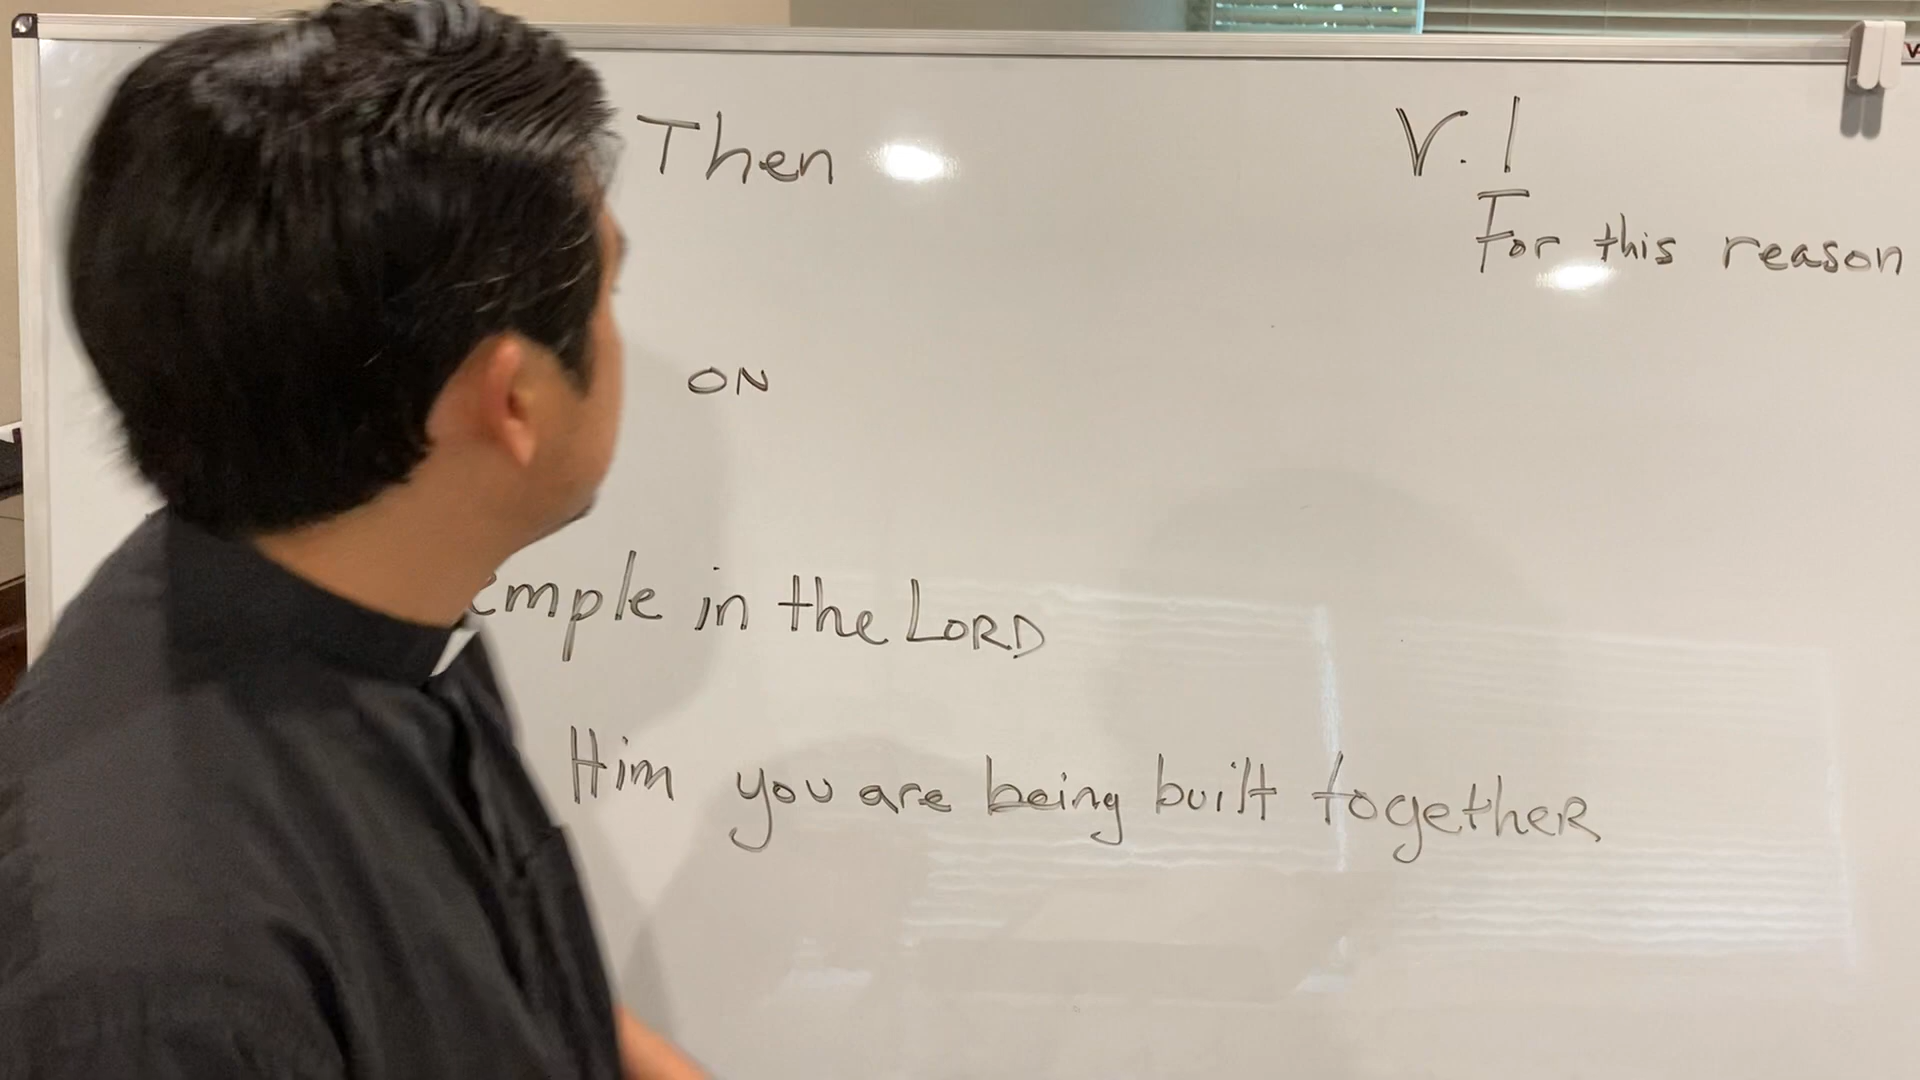 Then
V. 1
For this reason
ON
emple in the LORD
Him you are being built together